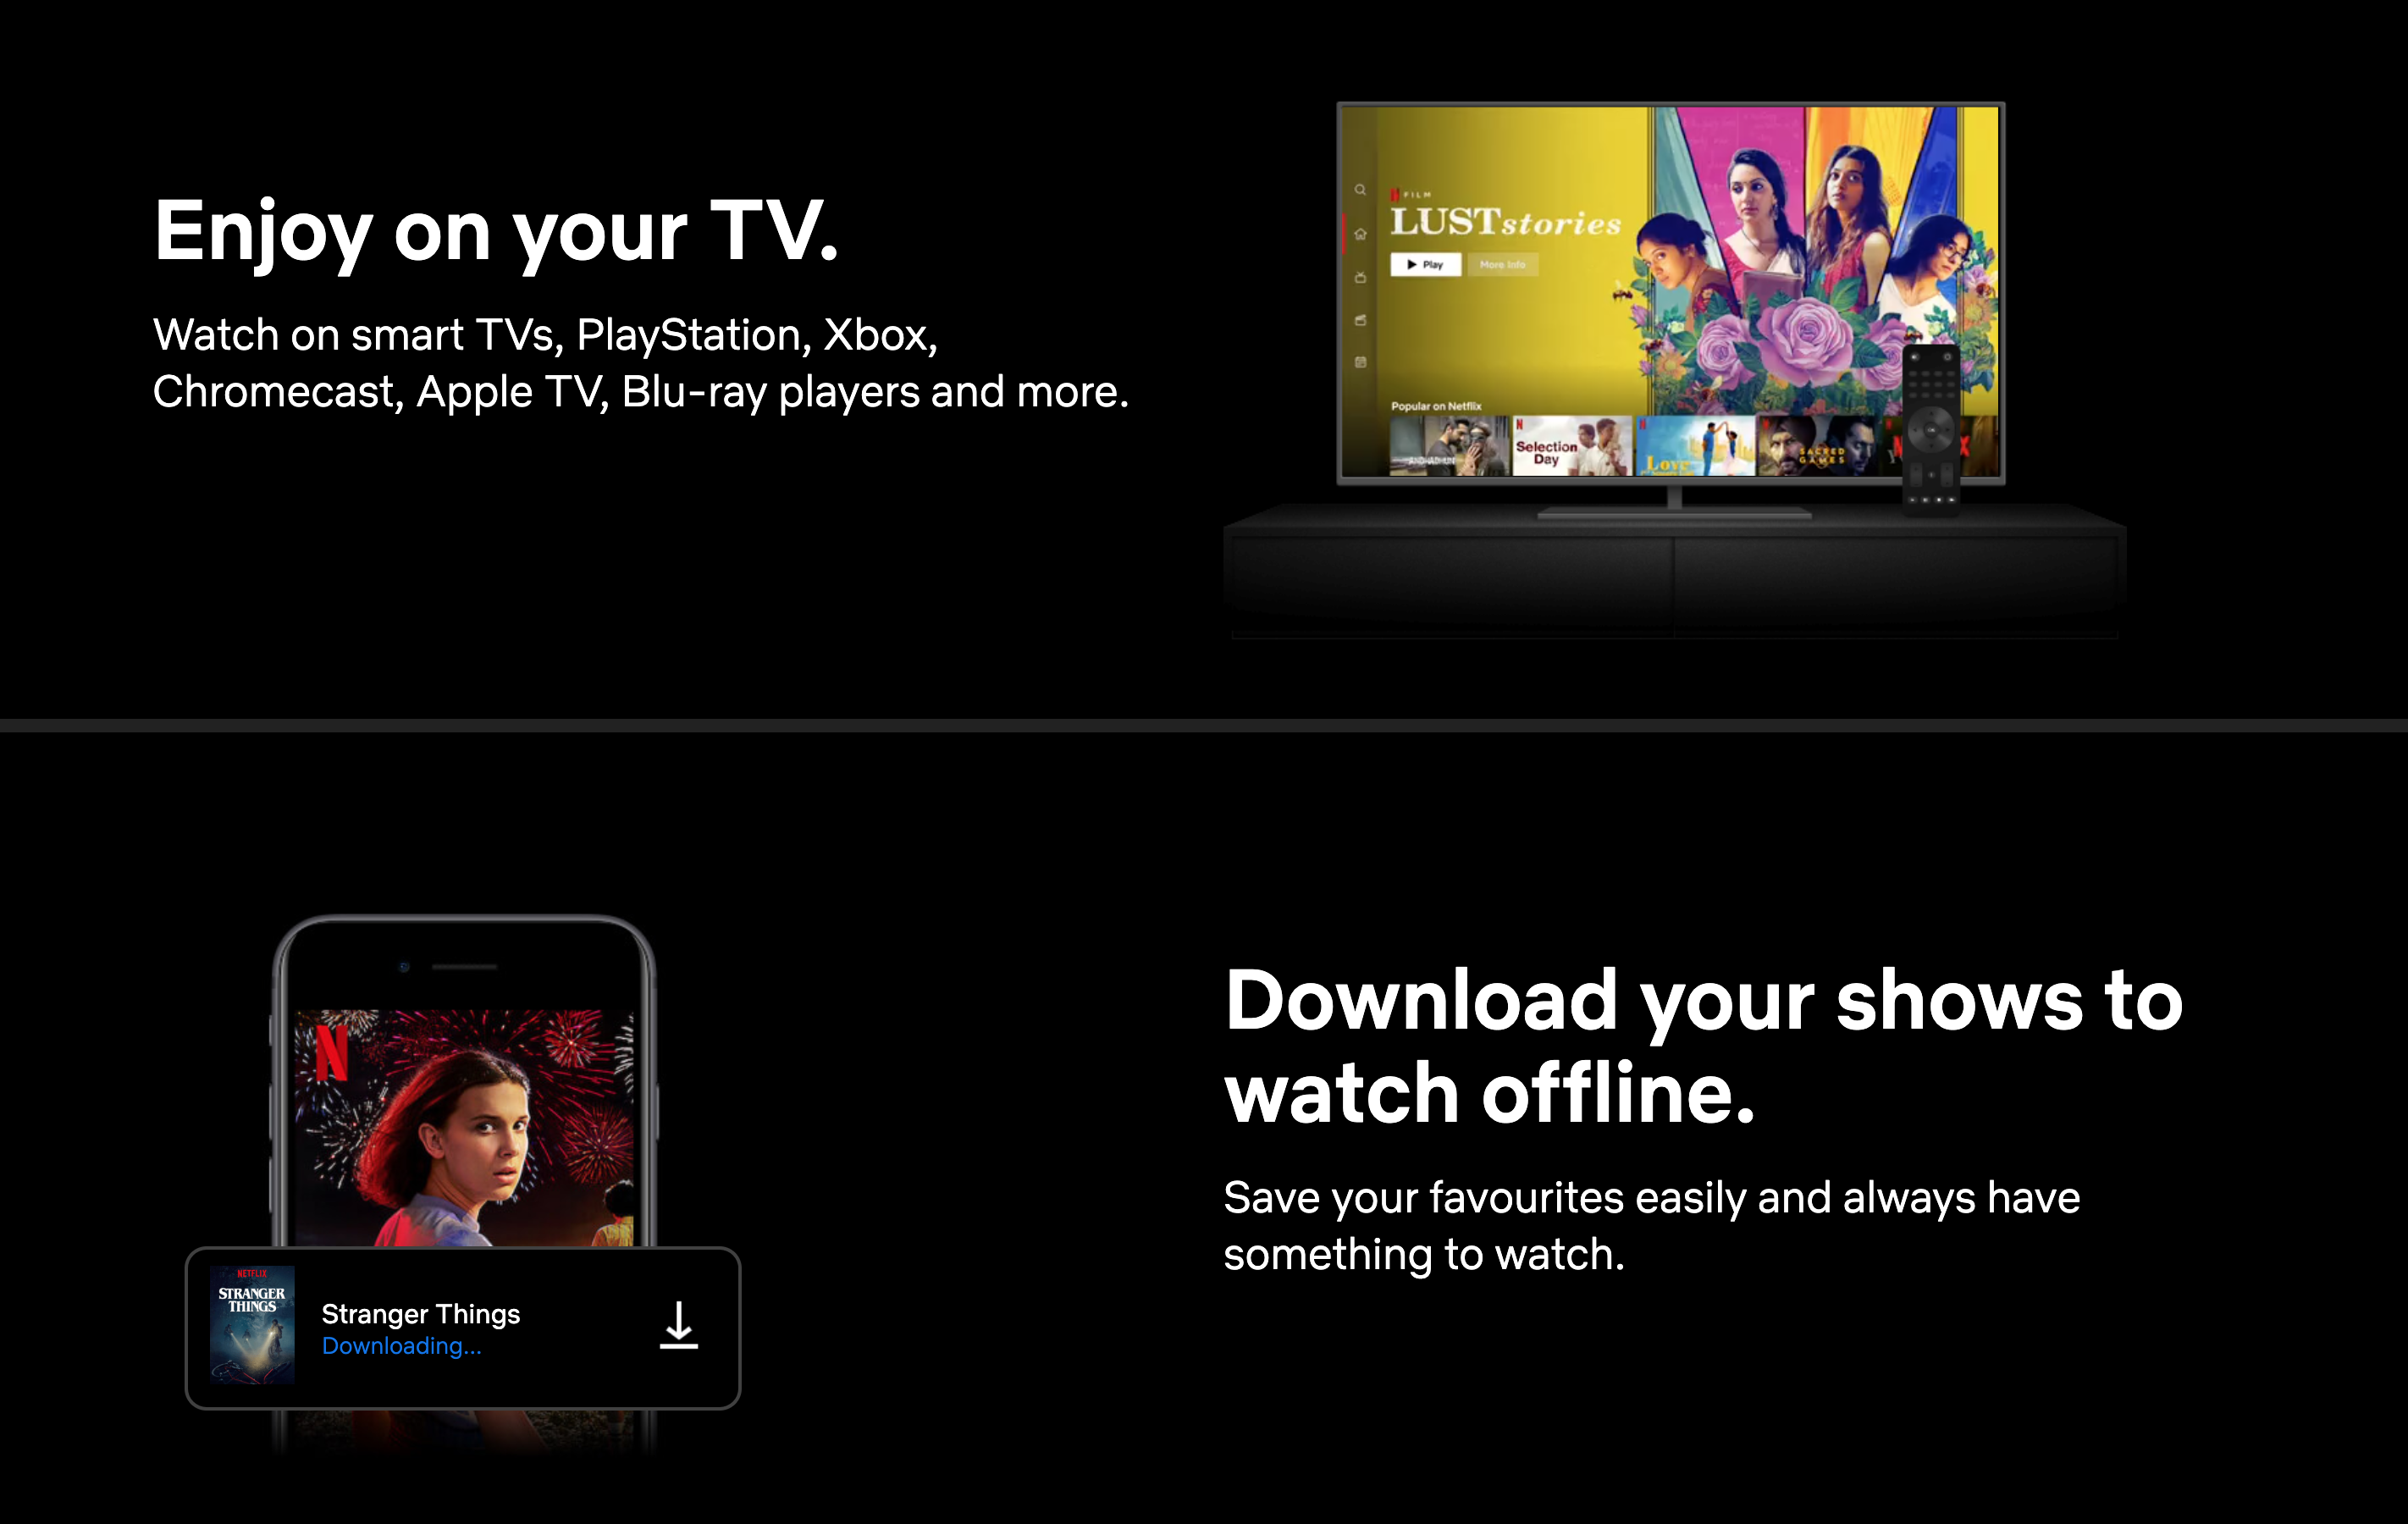 Enjoy on your TV.
Watch on smart TVs, PlayStation, Xbox,
Chromecast, Apple TV, Blu-ray players and more.
N FILM
LUSTstories
Play
More Info
Popular on Netflix
ANDHADHUN
N
Selection
Day
N
Love
SACRED
GAMES
N
Download your shows to
watch offline.
Save your favourites easily and always have
something to watch.
NETFLIX
STRANGER
THINGS
Stranger Things
Downloading...